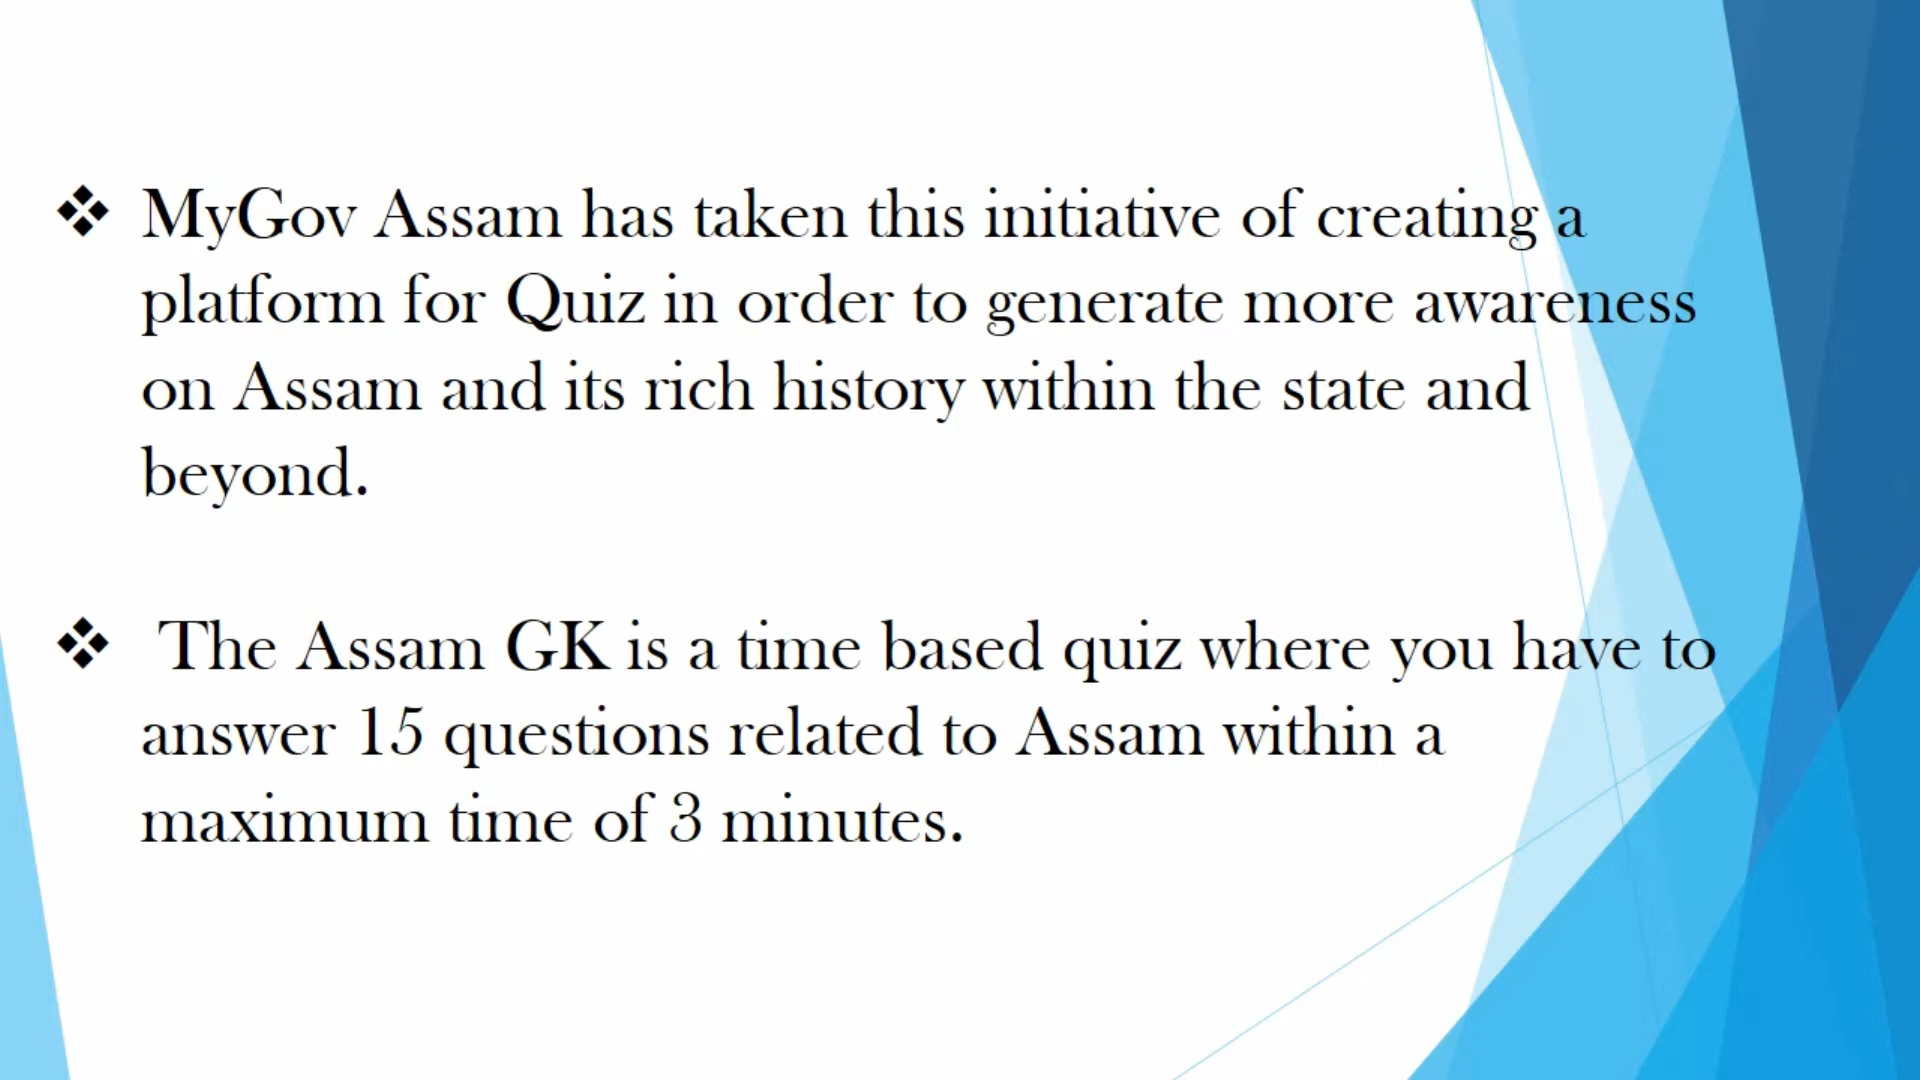 ❖ MyGov Assam has taken this initiative of creating a
platform for Quiz in order to generate more awareness
on Assam and its rich history within the state and
beyond.
❖ The Assam GK is a time based quiz where you have to
answer 15 questions related to Assam within a
maximum time of 3 minutes.